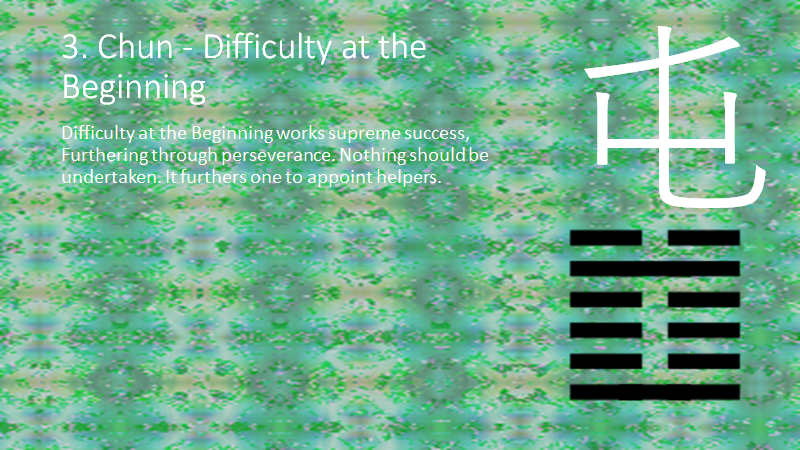 3. Chun - Difficulty at the
Beginning
屯
Difficulty at the Beginning works supreme success,
Furthering through perseverance. Nothing should be
undertaken. It furthers one to appoint helpers.